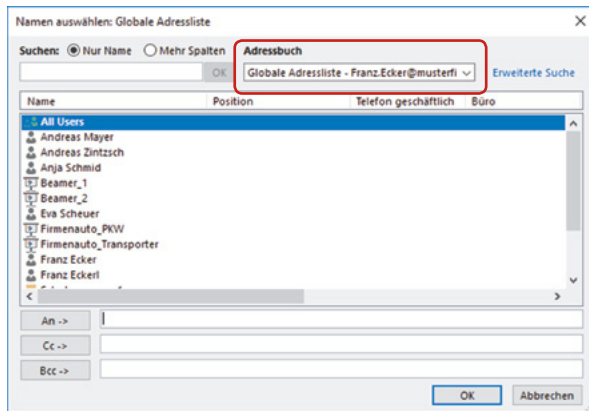 Namen auswählen: Globale Adressliste
Suchen: Nur Name Mehr Spalten Adressbuch
OK Globale Adressliste - Franz.Ecker@musterfi Erweiterte Suche
Name Position Telefon geschäftlich Büro
All Users
Andreas Mayer
Andreas Zintzsch
Anja Schmid
Beamer_1
Beamer_2
Eva Scheuer
Firmenauto_PKW
Firmenauto_Transporter
Franz Ecker
Franz Eckerl
An ->
Cc ->
Bcc ->
OK Abbrechen